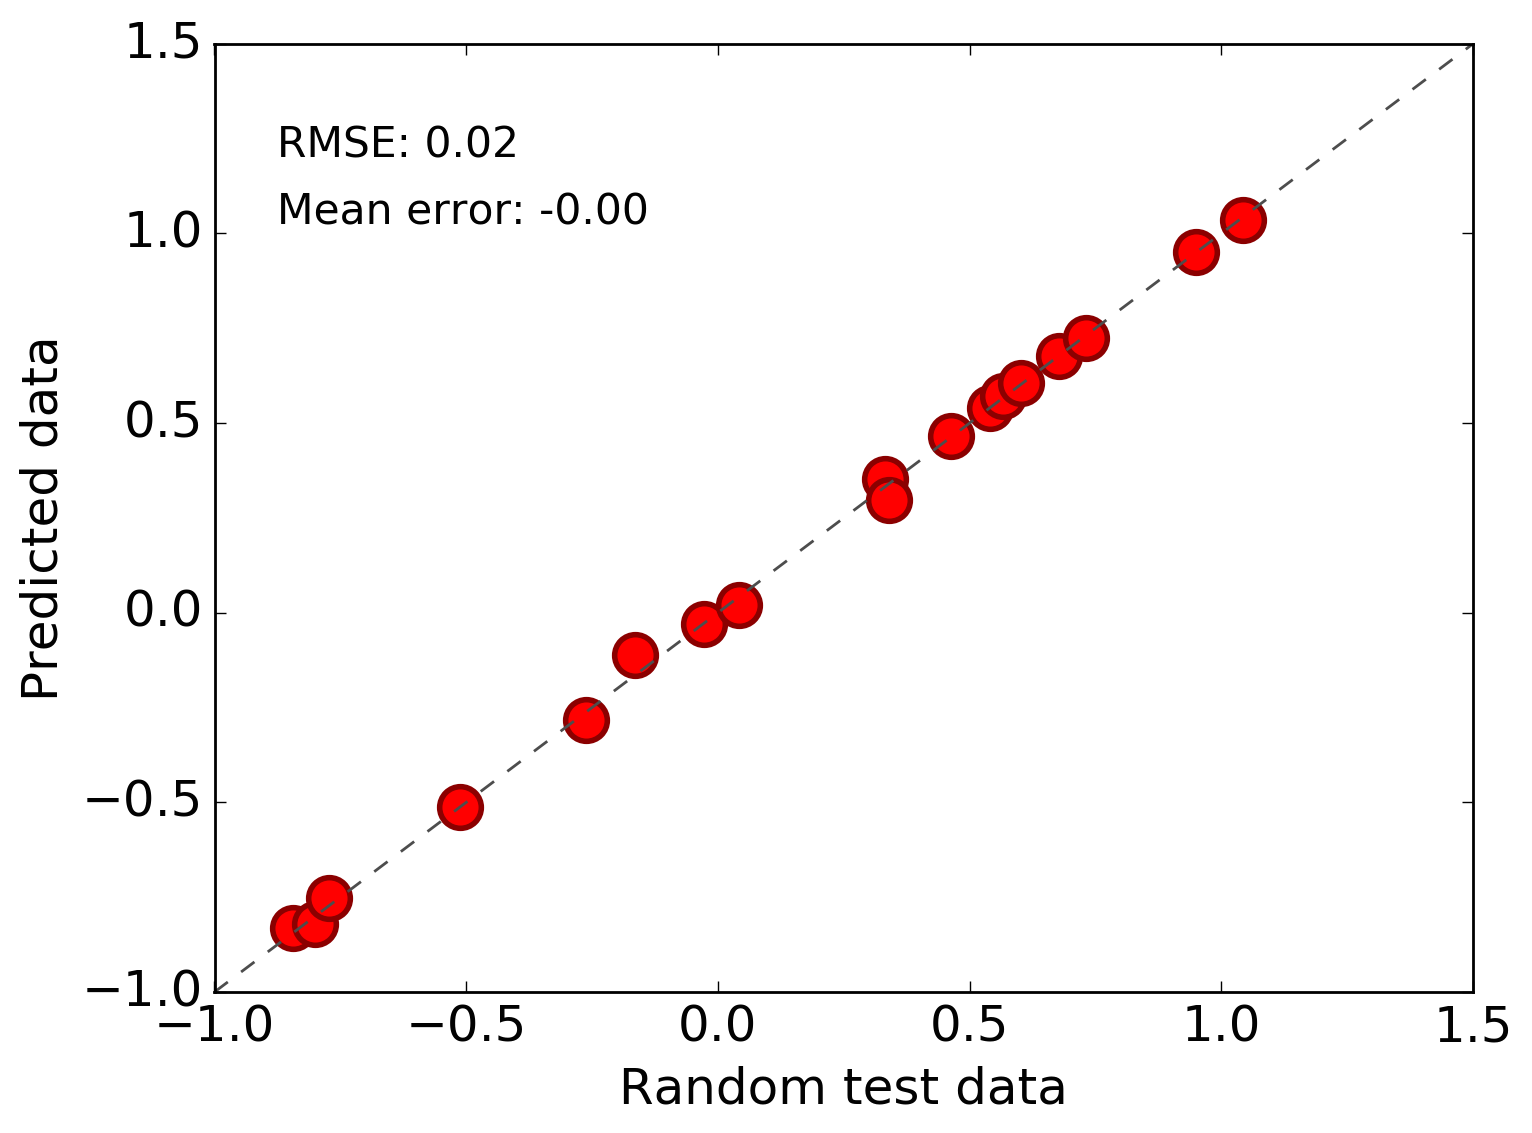 RMSE: 0.02
Mean error: -0.00
1.5
1.0
0.5
0.0
−0.5
−1.0
Predicted data
−1.0 −0.5 0.0 0.5 1.0 1.5
Random test data